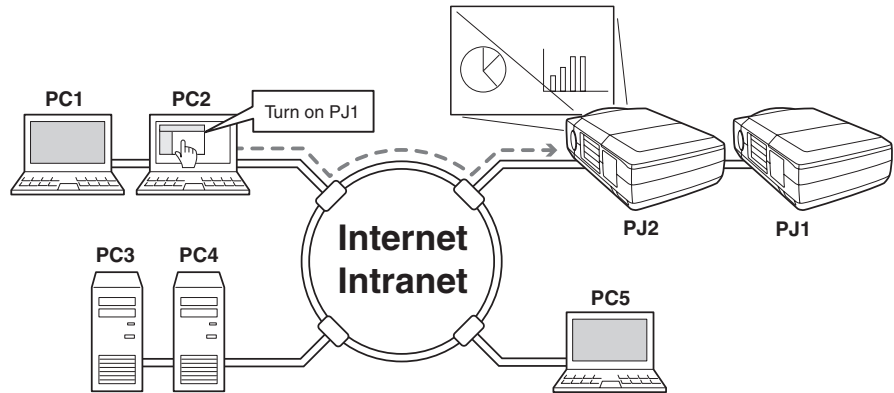 PC1
PC2
Turn on PJ1
PJ2
PJ1
Internet
Intranet
PC3
PC4
PC5